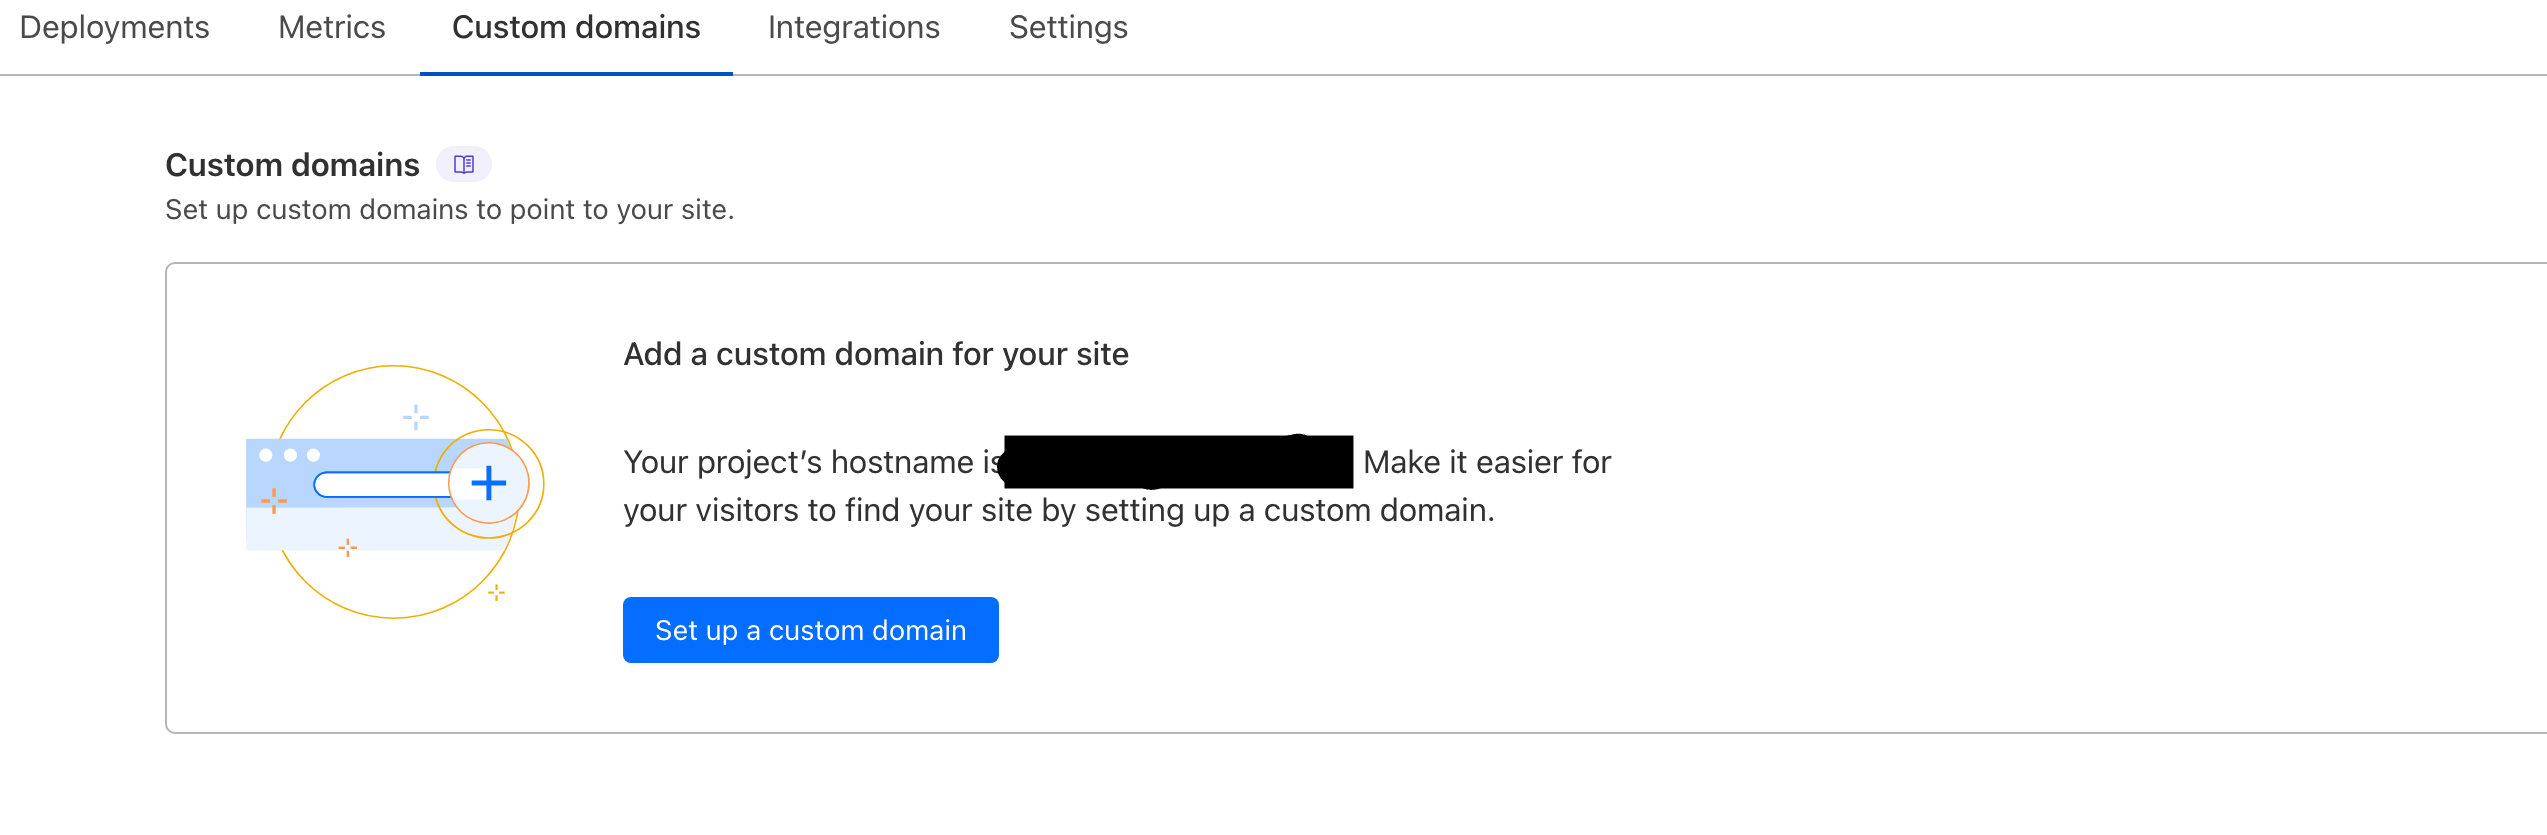 Deployments Metrics Custom domains Integrations Settings
Custom domains
Set up custom domains to point to your site.
Add a custom domain for your site
Your project's hostname is Make it easier for
your visitors to find your site by setting up a custom domain.
Set up a custom domain